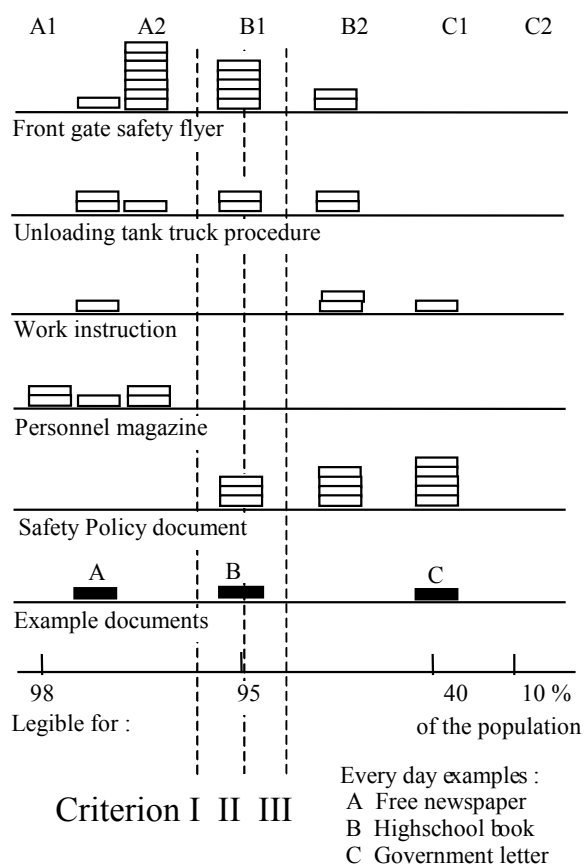 A1 A2 B1 B2 C1 C2
Front gate safety flyer
Unloading tank truck procedure
Work instruction
Personnel magazine
Safety Policy document
A B C
Example documents
98 95 40 10 %
Legible for : of the population
Criterion I II III
Every day examples :
A Free newspaper
B Highschool book
C Government letter